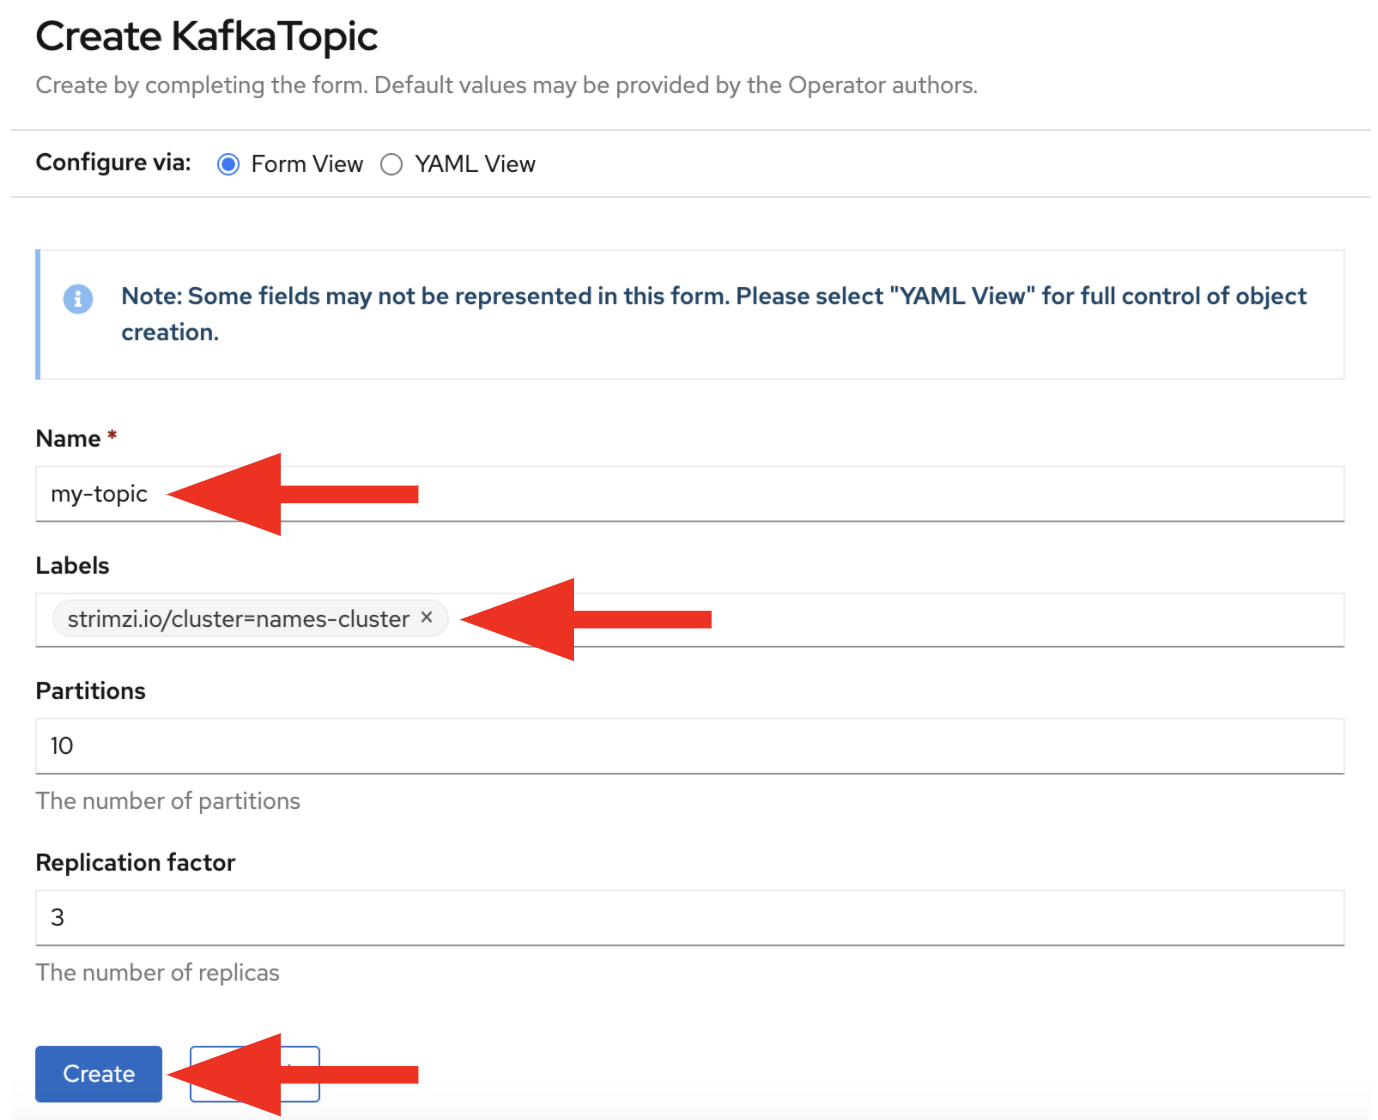 Create KafkaTopic
Create by completing the form. Default values may be provided by the Operator authors.
Configure via: Form View YAML View
Note: Some fields may not be represented in this form. Please select "YAML View" for full control of object
creation.
Name *
my-topic
Labels
strimzi.io/cluster=names-cluster ×
Partitions
10
The number of partitions
Replication factor
3
The number of replicas
Create